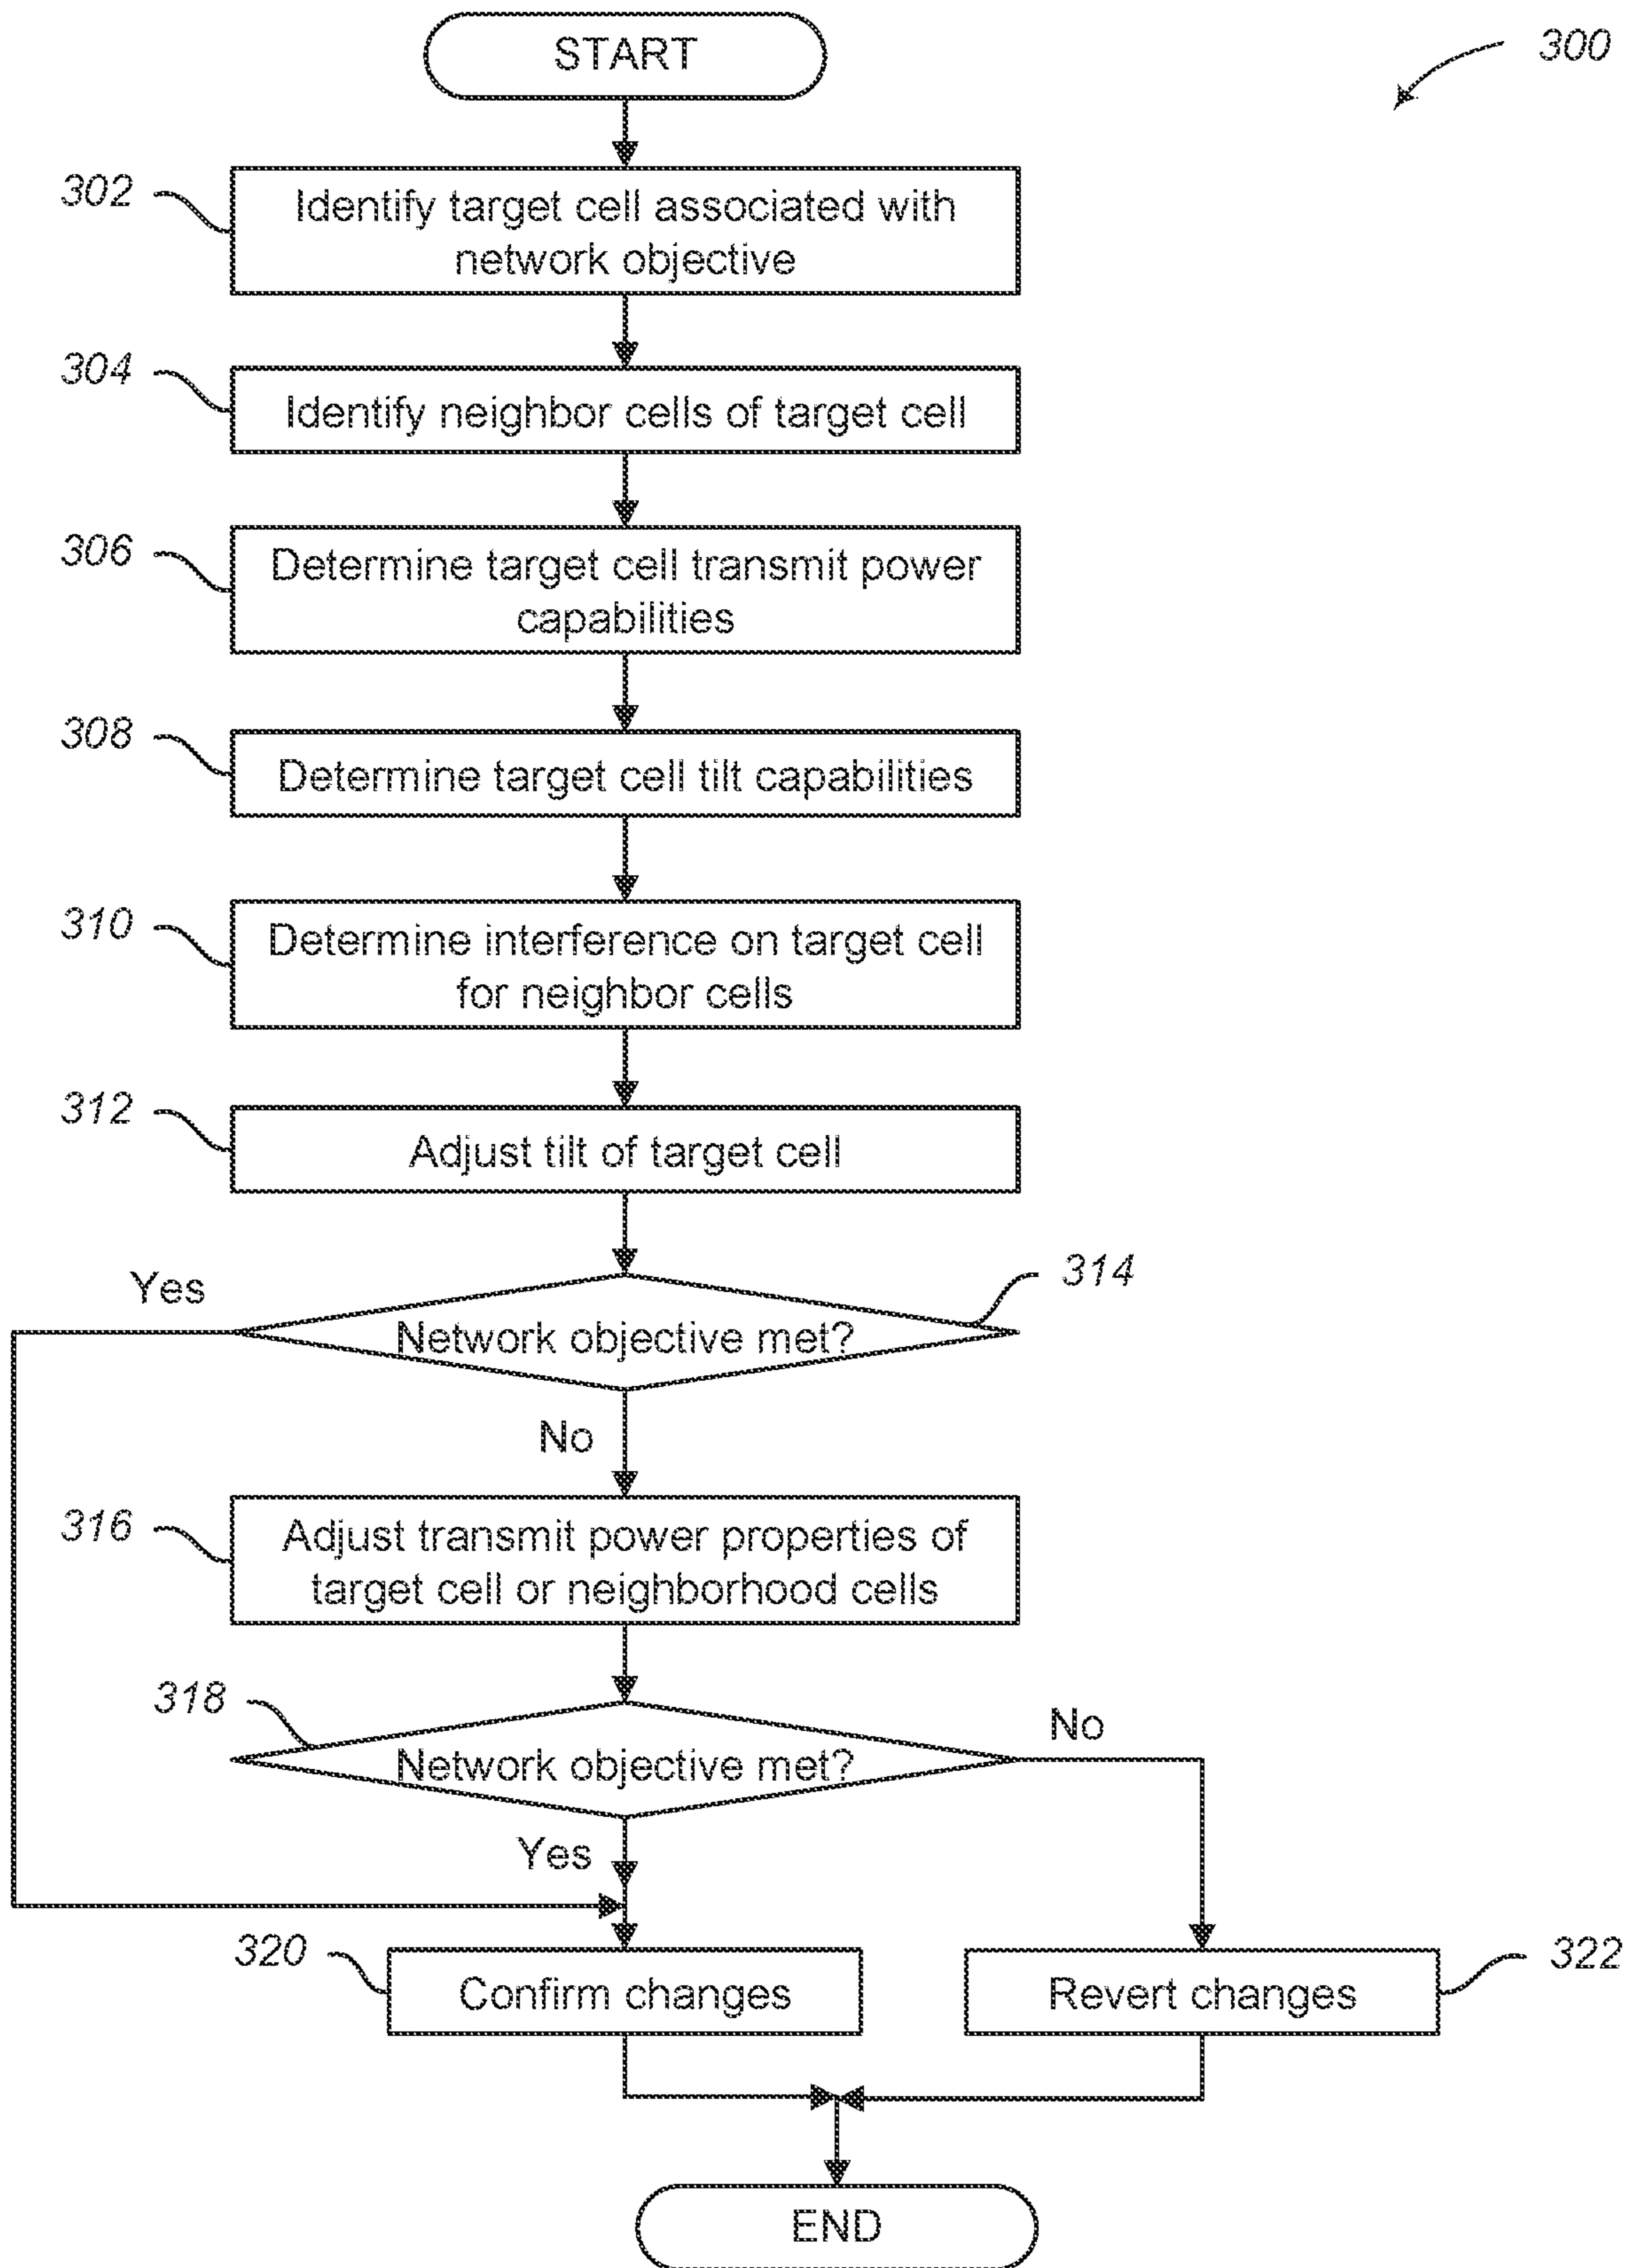 START
300
302
Identify target cell associated with
network objective
304
Identify neighbor cells of target cell
306
Determine target cell transmit power
capabilities
308
Determine target cell tilt capabilities
310
Determine interference on target cell
for neighbor cells
312
Adjust tilt of target cell
314
Yes
Network objective met?
No
316
Adjust transmit power properties of
target cell or neighborhood cells
318
No
Network objective met?
Yes
320
Confirm changes
322
Revert changes
END